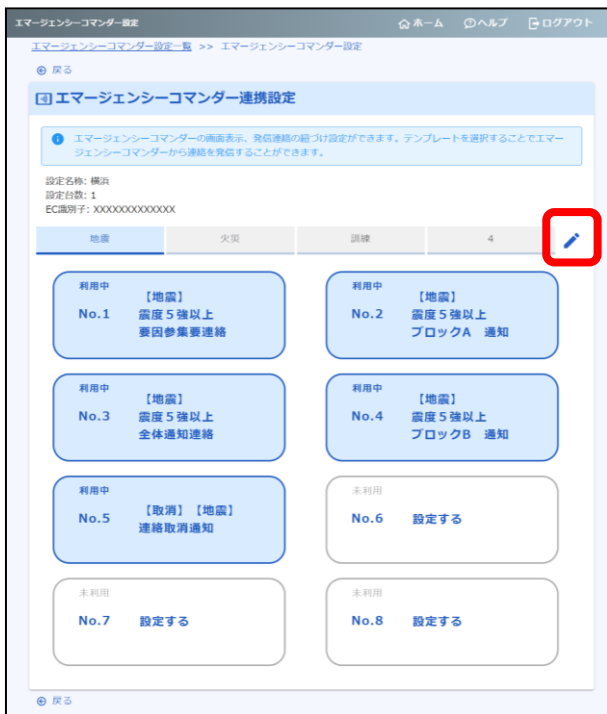 エマージェンシーコマンダー設定 ホーム ヘルプ ログアウト
エマージェンシーコマンダー設定一覧 >> エマージェンシーコマンダー設定
戻る
エマージェンシーコマンダー連携設定
エマージェンシーコマンダーの画面表示、発信連絡の紐づけ設定ができます。テンプレートを選択することでエマー
ジェンシーコマンダーから連絡を発信することができます。
設定名称: 横浜
設定台数: 1
EC識別子: XXXXXXXXXXXXX
地震 火災 訓練 4
利用中
No.1
【地震】
震度5強以上
要因参集要連絡
利用中
No.2
【地震】
震度5強以上
ブロックA 通知
利用中
No.3
【地震】
震度5強以上
全体通知連絡
利用中
No.4
【地震】
震度5強以上
ブロックB 通知
利用中
No.5
【取消】【地震】
連絡取消通知
未利用
No.6 設定する
未利用
No.7 設定する
未利用
No.8 設定する
戻る